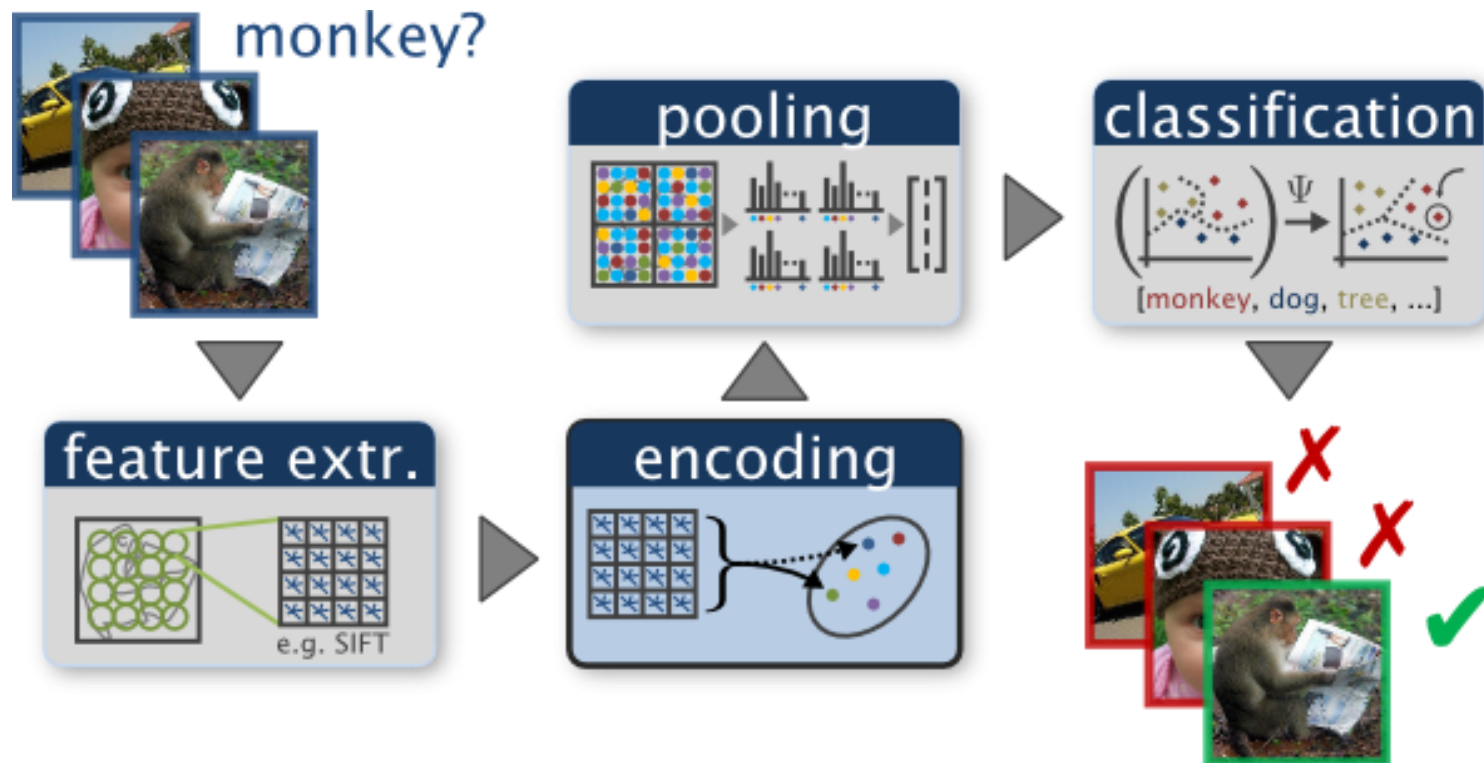 monkey?
feature extr.
e.g. SIFT
encoding
pooling
classification
Ψ
[monkey, dog, tree, ...]